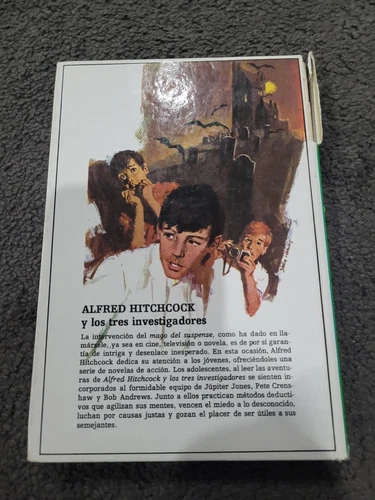 ALFRED HITCHCOCK
y los tres investigadores
La intervención del mago del suspense, como ha dado en lla-
mársele, ya sea en cine, televisión o novela, es de por sí garan-
tía de intriga y desenlace inesperado. En esta ocasión, Alfred
Hitchcock dedica su atención a los jóvenes, ofreciéndoles una
serie de novelas de acción. Los adolescentes, al leer las aventu-
ras de Alfred Hitchcock y los tres investigadores se sienten in-
corporados al formidable equipo de Júpiter Jones, Pete Cren-
shaw y Bob Andrews. Junto a ellos practican métodos deducti-
vos que agilizan sus mentes, vencen el miedo a lo desconocido,
luchan por causas justas y gozan el placer de ser útiles a sus
semejantes.